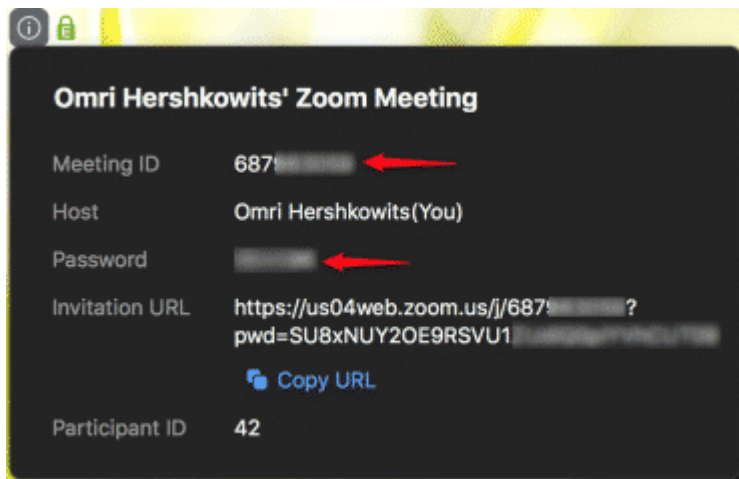 Omri Hershkowits' Zoom Meeting
Meeting ID 687
Host Omri Hershkowits(You)
Password
Invitation URL https://us04web.zoom.us/j/687 ?
pwd=SU8xNUY2OE9RSVU1
Copy URL
Participant ID 42